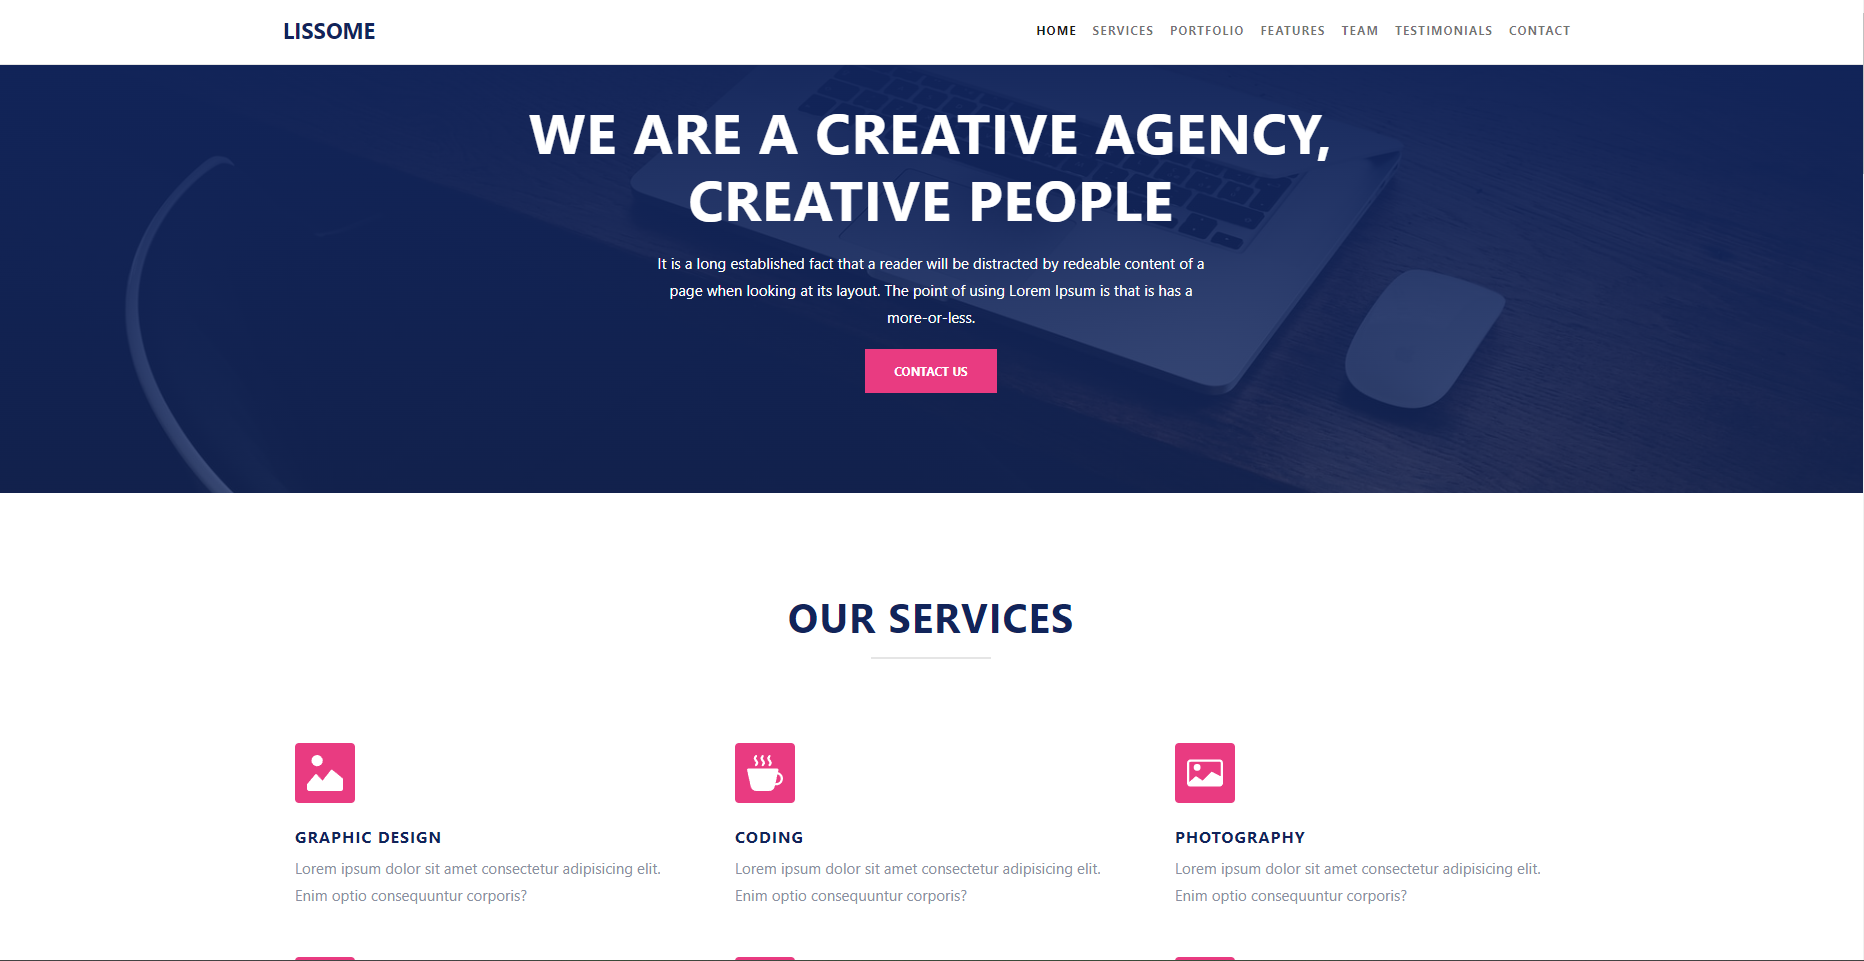 LISSOME
HOME SERVICES PORTFOLIO FEATURES TEAM TESTIMONIALS CONTACT
WE ARE A CREATIVE AGENCY,
CREATIVE PEOPLE
It is a long established fact that a reader will be distracted by redeable content of a
page when looking at its layout. The point of using Lorem Ipsum is that is has a
more-or-less.
CONTACT US
OUR SERVICES
GRAPHIC DESIGN
Lorem ipsum dolor sit amet consectetur adipisicing elit.
Enim optio consequuntur corporis?
CODING
Lorem ipsum dolor sit amet consectetur adipisicing elit.
Enim optio consequuntur corporis?
PHOTOGRAPHY
Lorem ipsum dolor sit amet consectetur adipisicing elit.
Enim optio consequuntur corporis?